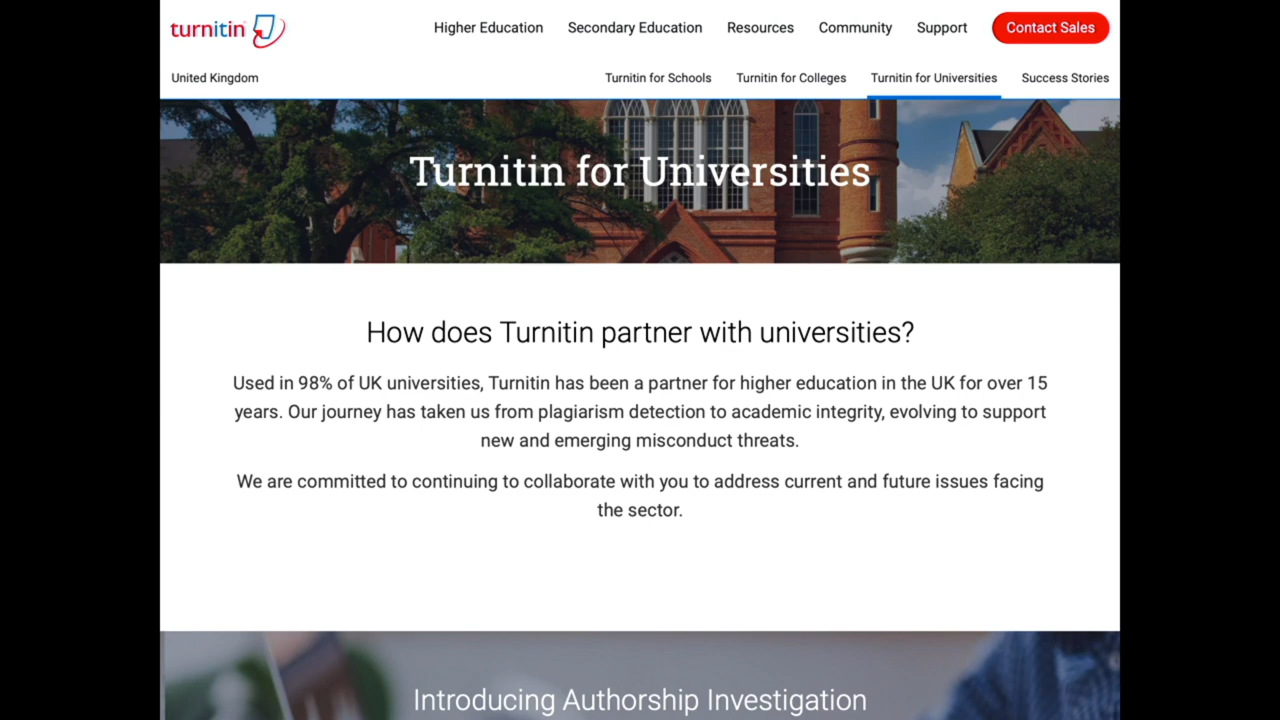 turnitin
Higher Education Secondary Education Resources Community Support Contact Sales
United Kingdom Turnitin for Schools Turnitin for Colleges Turnitin for Universities Success Stories
Turnitin for Universities
How does Turnitin partner with universities?
Used in 98% of UK universities, Turnitin has been a partner for higher education in the UK for over 15
years. Our journey has taken us from plagiarism detection to academic integrity, evolving to support
new and emerging misconduct threats.
We are committed to continuing to collaborate with you to address current and future issues facing
the sector.
Introducing Authorship Investigation